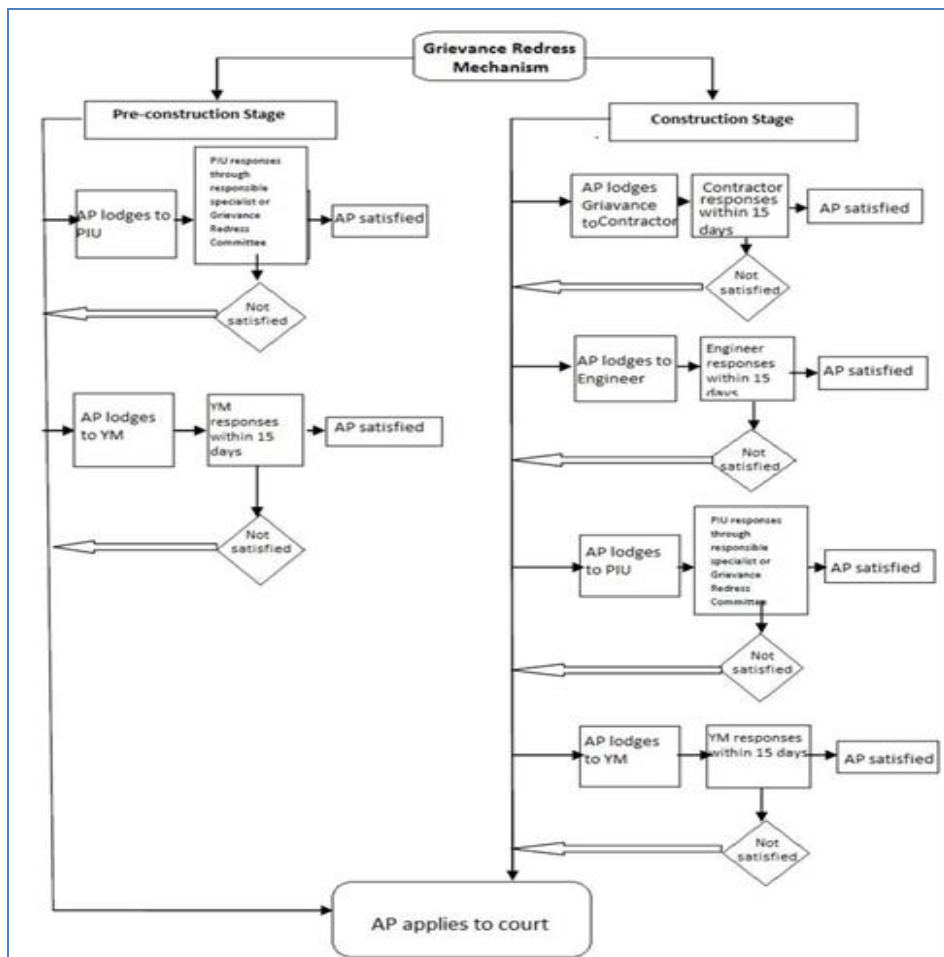 Grievance Redress
Mechanism
Pre-construction Stage
PIU responses
through
responsible
specialist or
Grievance
Redress
Committee
AP lodges to
PIU
AP satisfied
Not
satisfied
AP lodges
to YM
YM
responses
within 15
days
AP satisfied
Not
satisfied
Construction Stage
AP lodges
Griavance
toContractor
Contractor
responses
within 15
days
AP satisfied
Not
satisfied
AP lodges to
Engineer
Engineer
responses
within 15
days
AP satisfied
Not
satisfied
AP lodges
to PIU
PIU responses
through
responsible
specialist or
Grievance
Redress
Committee
AP satisfied
Not
satisfied
AP lodges
to YM
YM responses
within 15 days
AP satisfied
Not
satisfied
AP applies to court